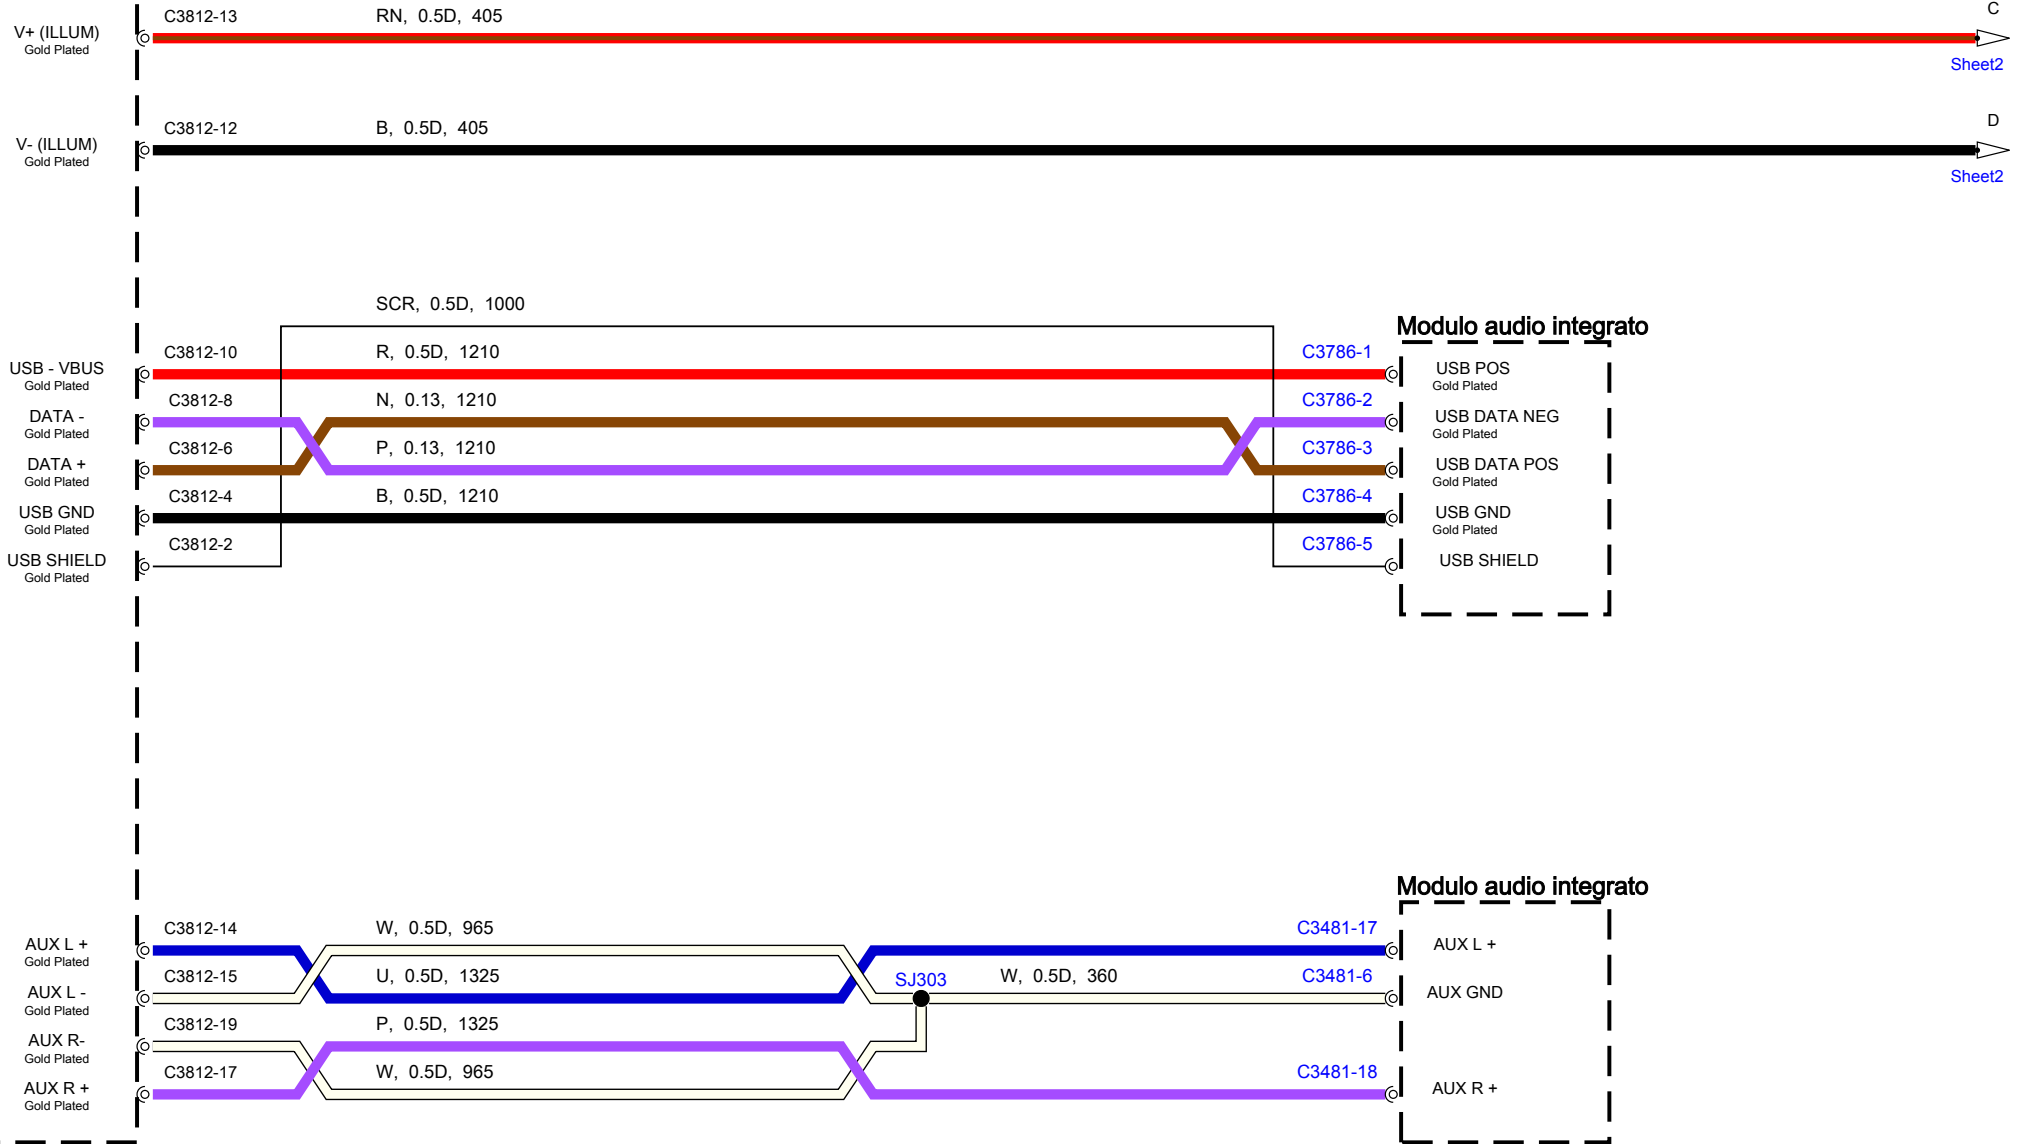 C3812-13 RN, 0.5D, 405 C
V+ (ILLUM)
Gold Plated
Sheet2
C3812-12 B, 0.5D, 405 D
V- (ILLUM)
Gold Plated
Sheet2
SCR, 0.5D, 1000
Modulo audio integrato
C3812-10 R, 0.5D, 1210 C3786-1
USB - VBUS USB POS
Gold Plated Gold Plated
C3812-8 N, 0.13, 1210 C3786-2
DATA - USB DATA NEG
Gold Plated Gold Plated
C3812-6 P, 0.13, 1210 C3786-3
DATA + USB DATA POS
Gold Plated Gold Plated
C3812-4 B, 0.5D, 1210 C3786-4
USB GND USB GND
Gold Plated Gold Plated
C3812-2 C3786-5
USB SHIELD USB SHIELD
Gold Plated
Modulo audio integrato
C3812-14 W, 0.5D, 965 C3481-17
AUX L + AUX L +
Gold Plated
C3812-15 U, 0.5D, 1325 SJ303 W, 0.5D, 360 C3481-6
AUX L - AUX GND
Gold Plated
C3812-19 P, 0.5D, 1325
AUX R-
Gold Plated
C3812-17 W, 0.5D, 965 C3481-18
AUX R + AUX R +
Gold Plated